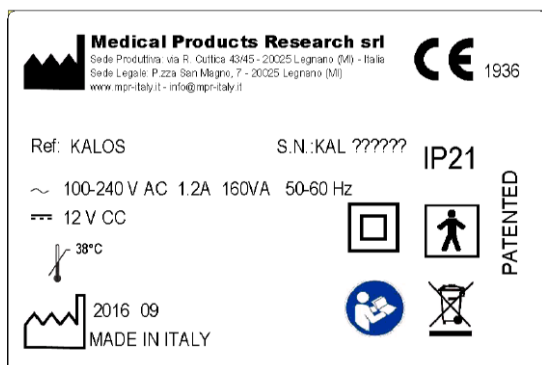 Medical Products Research srl
Sede Produttiva: via R. Cuttica 43/45 - 20025 Legnano (MI) - Italia
Sede Legale: P.zza San Magno, 7 - 20025 Legnano (MI)
www.mpr-italy.it - info@mpr-italy.it
CE 1936
Ref: KALOS
S.N.:KAL ??????
IP21
~ 100-240 V AC 1.2A 160VA 50-60 Hz
12 V CC
PATENTED
38°C
2016 09
MADE IN ITALY